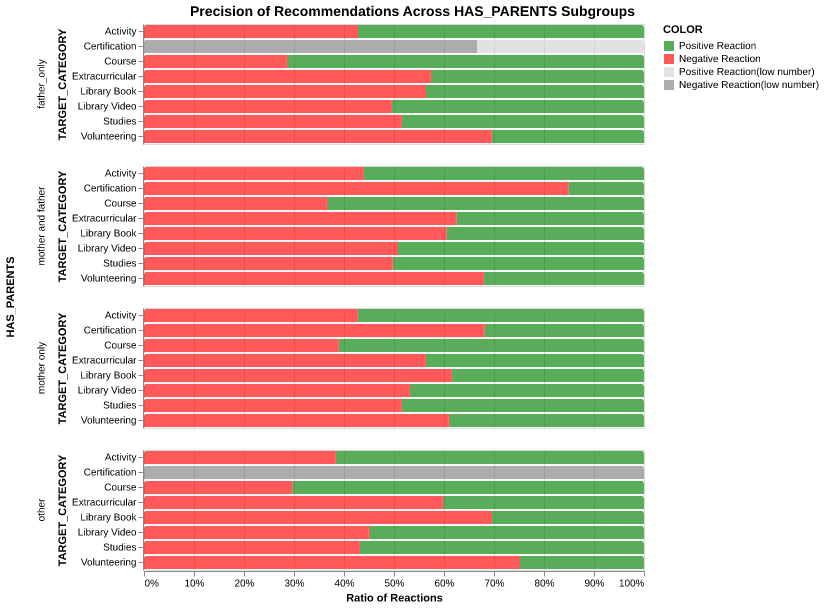 Precision of Recommendations Across HAS_PARENTS Subgroups
COLOR
Positive Reaction
Negative Reaction
Positive Reaction(low number)
Negative Reaction(low number)
HAS_PARENTS
father_only
TARGET_CATEGORY
Activity
Certification
Course
Extracurricular
Library Book
Library Video
Studies
Volunteering
mother and father
TARGET_CATEGORY
Activity
Certification
Course
Extracurricular
Library Book
Library Video
Studies
Volunteering
mother only
TARGET_CATEGORY
Activity
Certification
Course
Extracurricular
Library Book
Library Video
Studies
Volunteering
other
TARGET_CATEGORY
Activity
Certification
Course
Extracurricular
Library Book
Library Video
Studies
Volunteering
0% 10% 20% 30% 40% 50% 60% 70% 80% 90% 100%
Ratio of Reactions